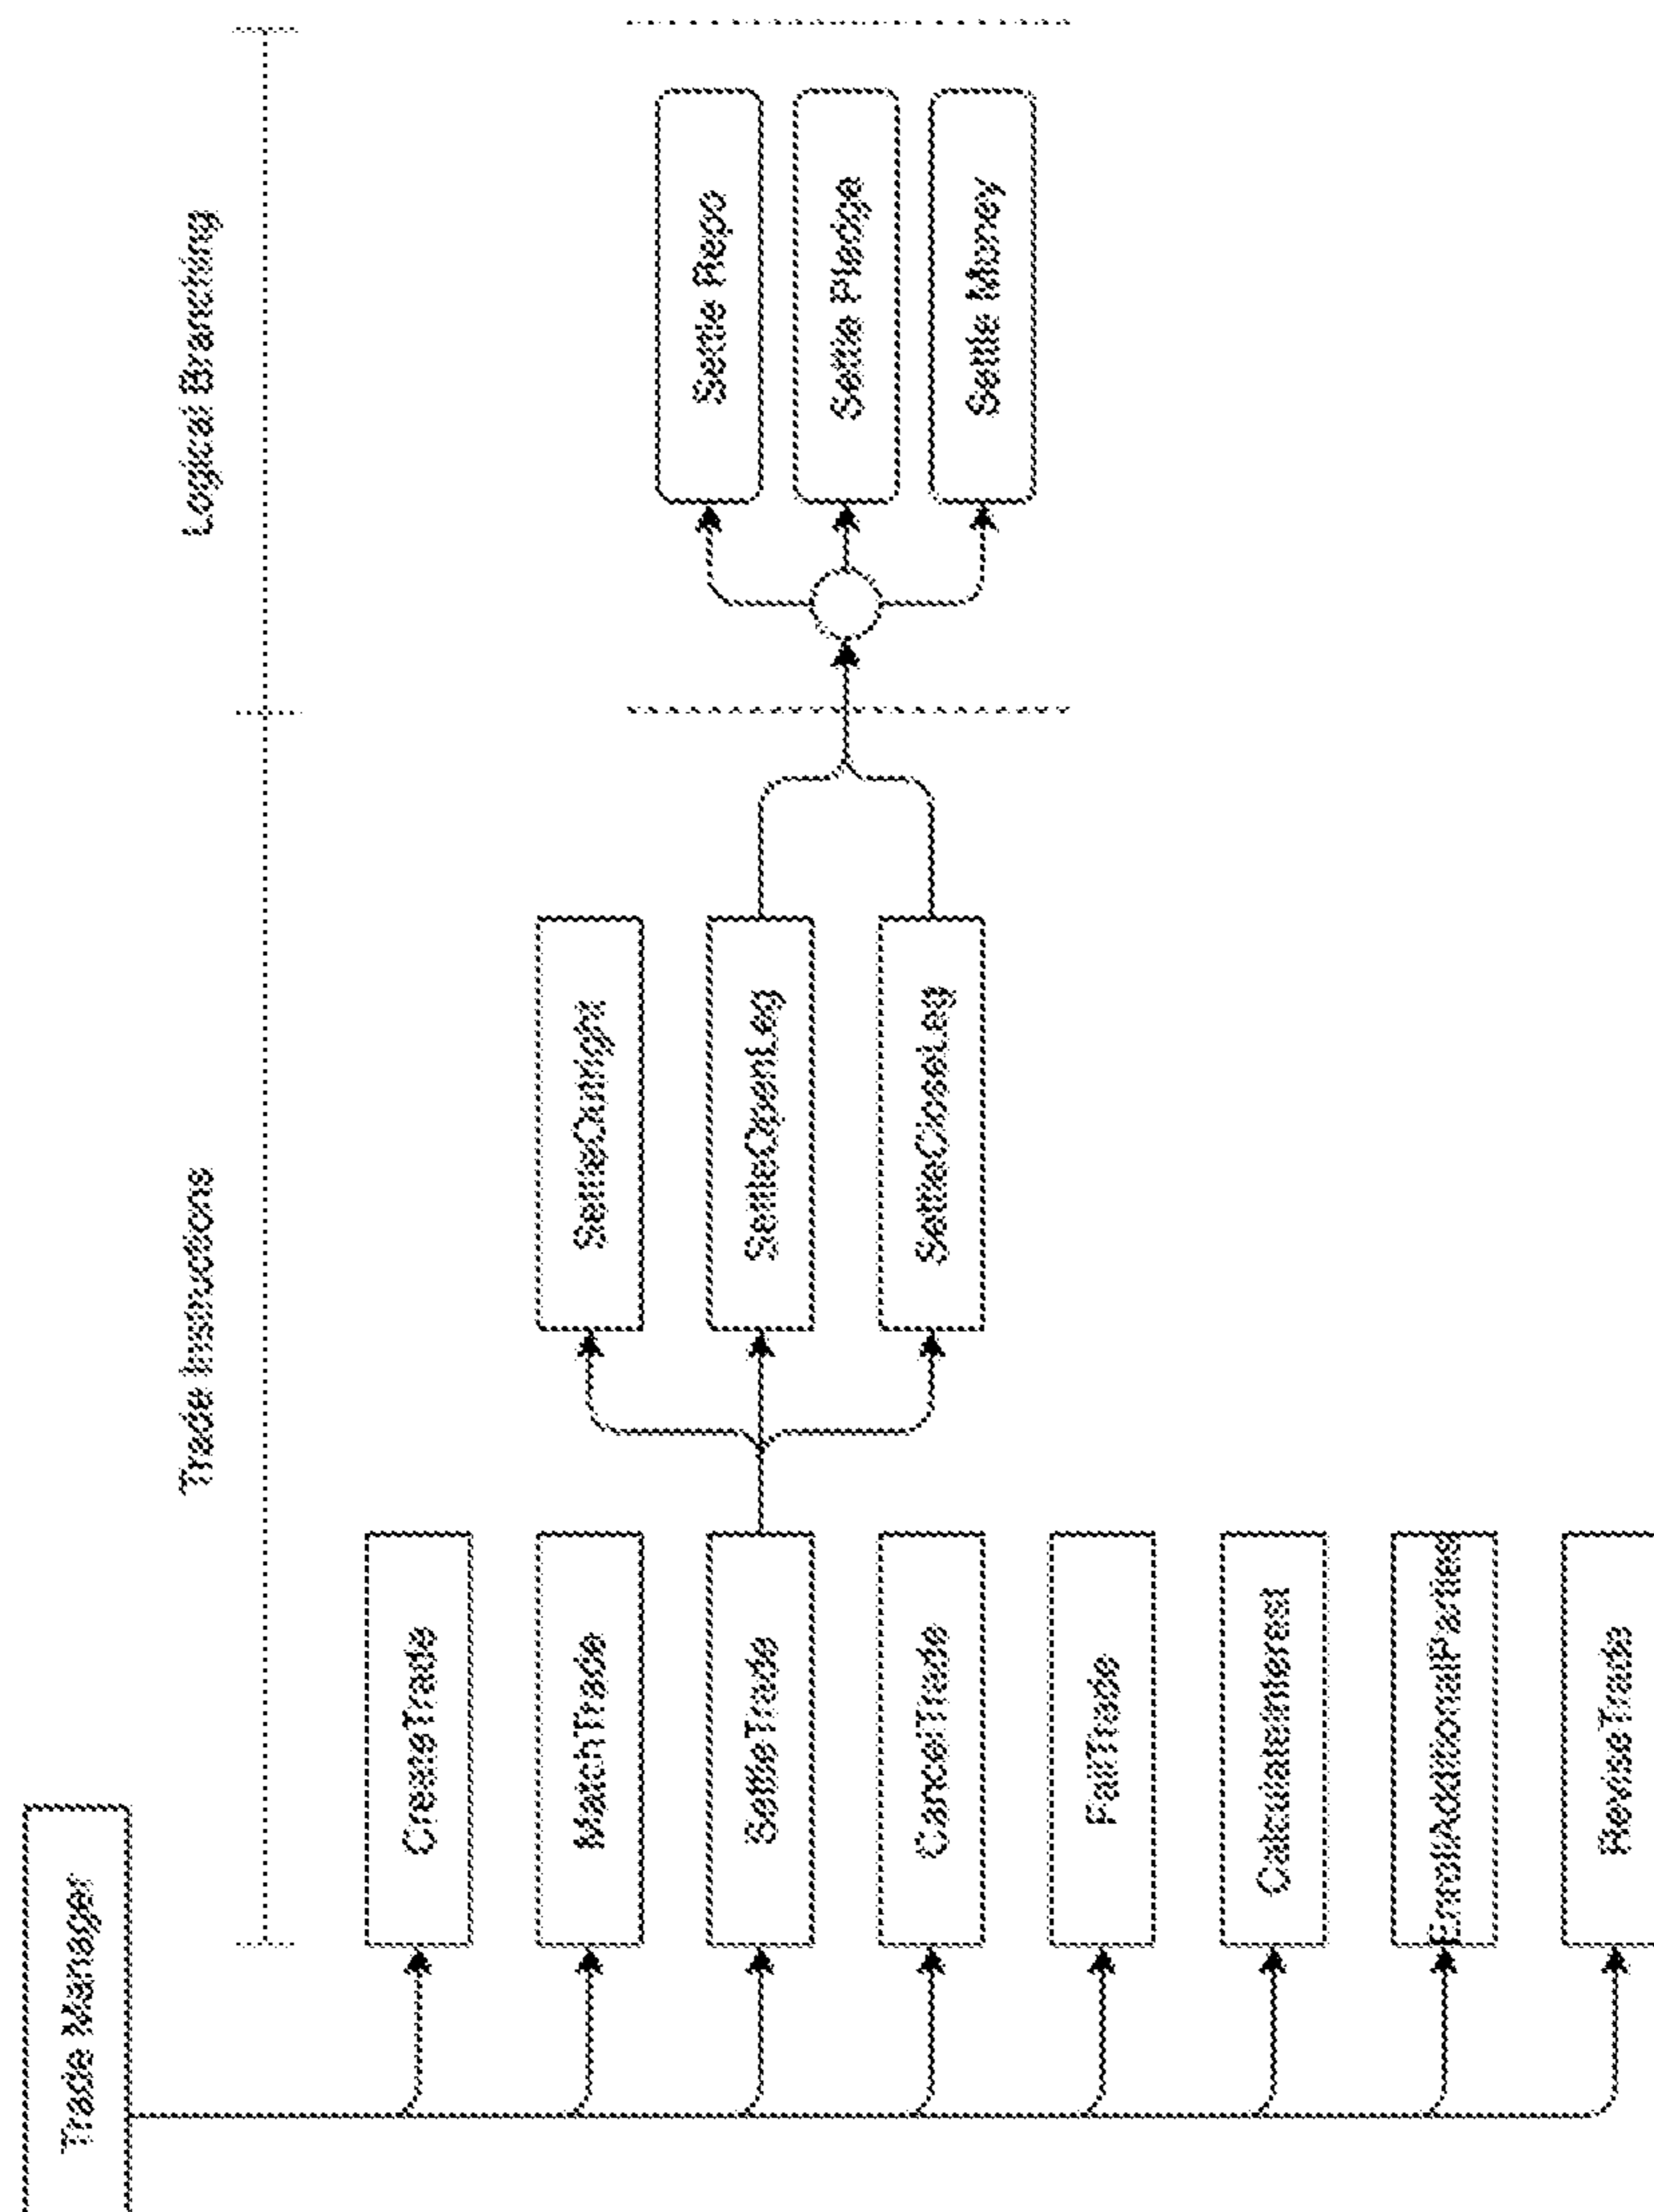 Trade Manager
Trade Instructions
Logical Branching
CreateTrade
MatchTrade
SettleOutright
SettleTrade
SettleOpenLeg
Settle Repo
Settle Pledge
CancelTrade
SettleCloseLeg
Settle Money
FailTrade
CalculateInterest
EnrollAdditionalParties
ReviseTrade